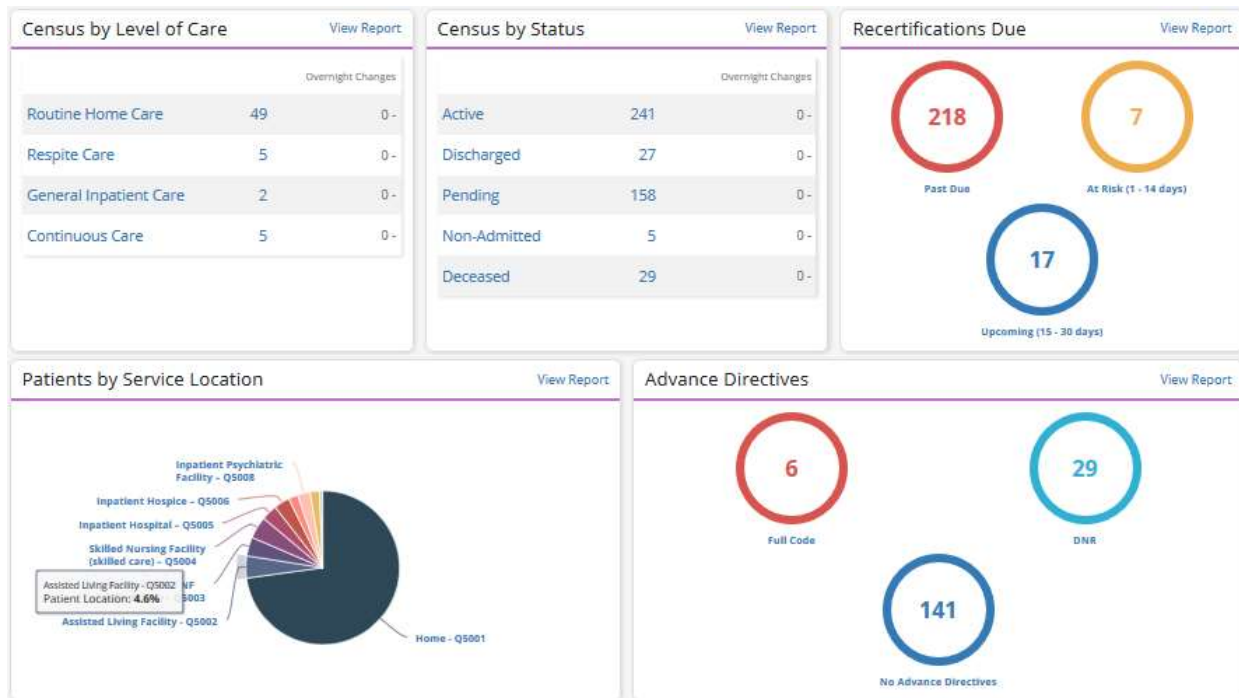 Census by Level of Care View Report
Overnight Changes
Routine Home Care 49 0 -
Respite Care 5 0 -
General Inpatient Care 2 0 -
Continuous Care 5 0 -
Census by Status View Report
Overnight Changes
Active 241 0 -
Discharged 27 0 -
Pending 158 0 -
Non-Admitted 5 0 -
Deceased 29 0 -
Recertifications Due View Report
218
Past Due
7
At Risk (1 - 14 days)
17
Upcoming (15 - 30 days)
Patients by Service Location View Report
Inpatient Psychiatric
Facility – Q5008
Inpatient Hospice – Q5006
Inpatient Hospital – Q5005
Skilled Nursing Facility
(skilled care) – Q5004
NF
5003
Assisted Living Facility - Q5002
Patient Location: 4.6%
Assisted Living Facility - Q5002
Home - Q5001
Advance Directives View Report
6
Full Code
29
DNR
141
No Advance Directives